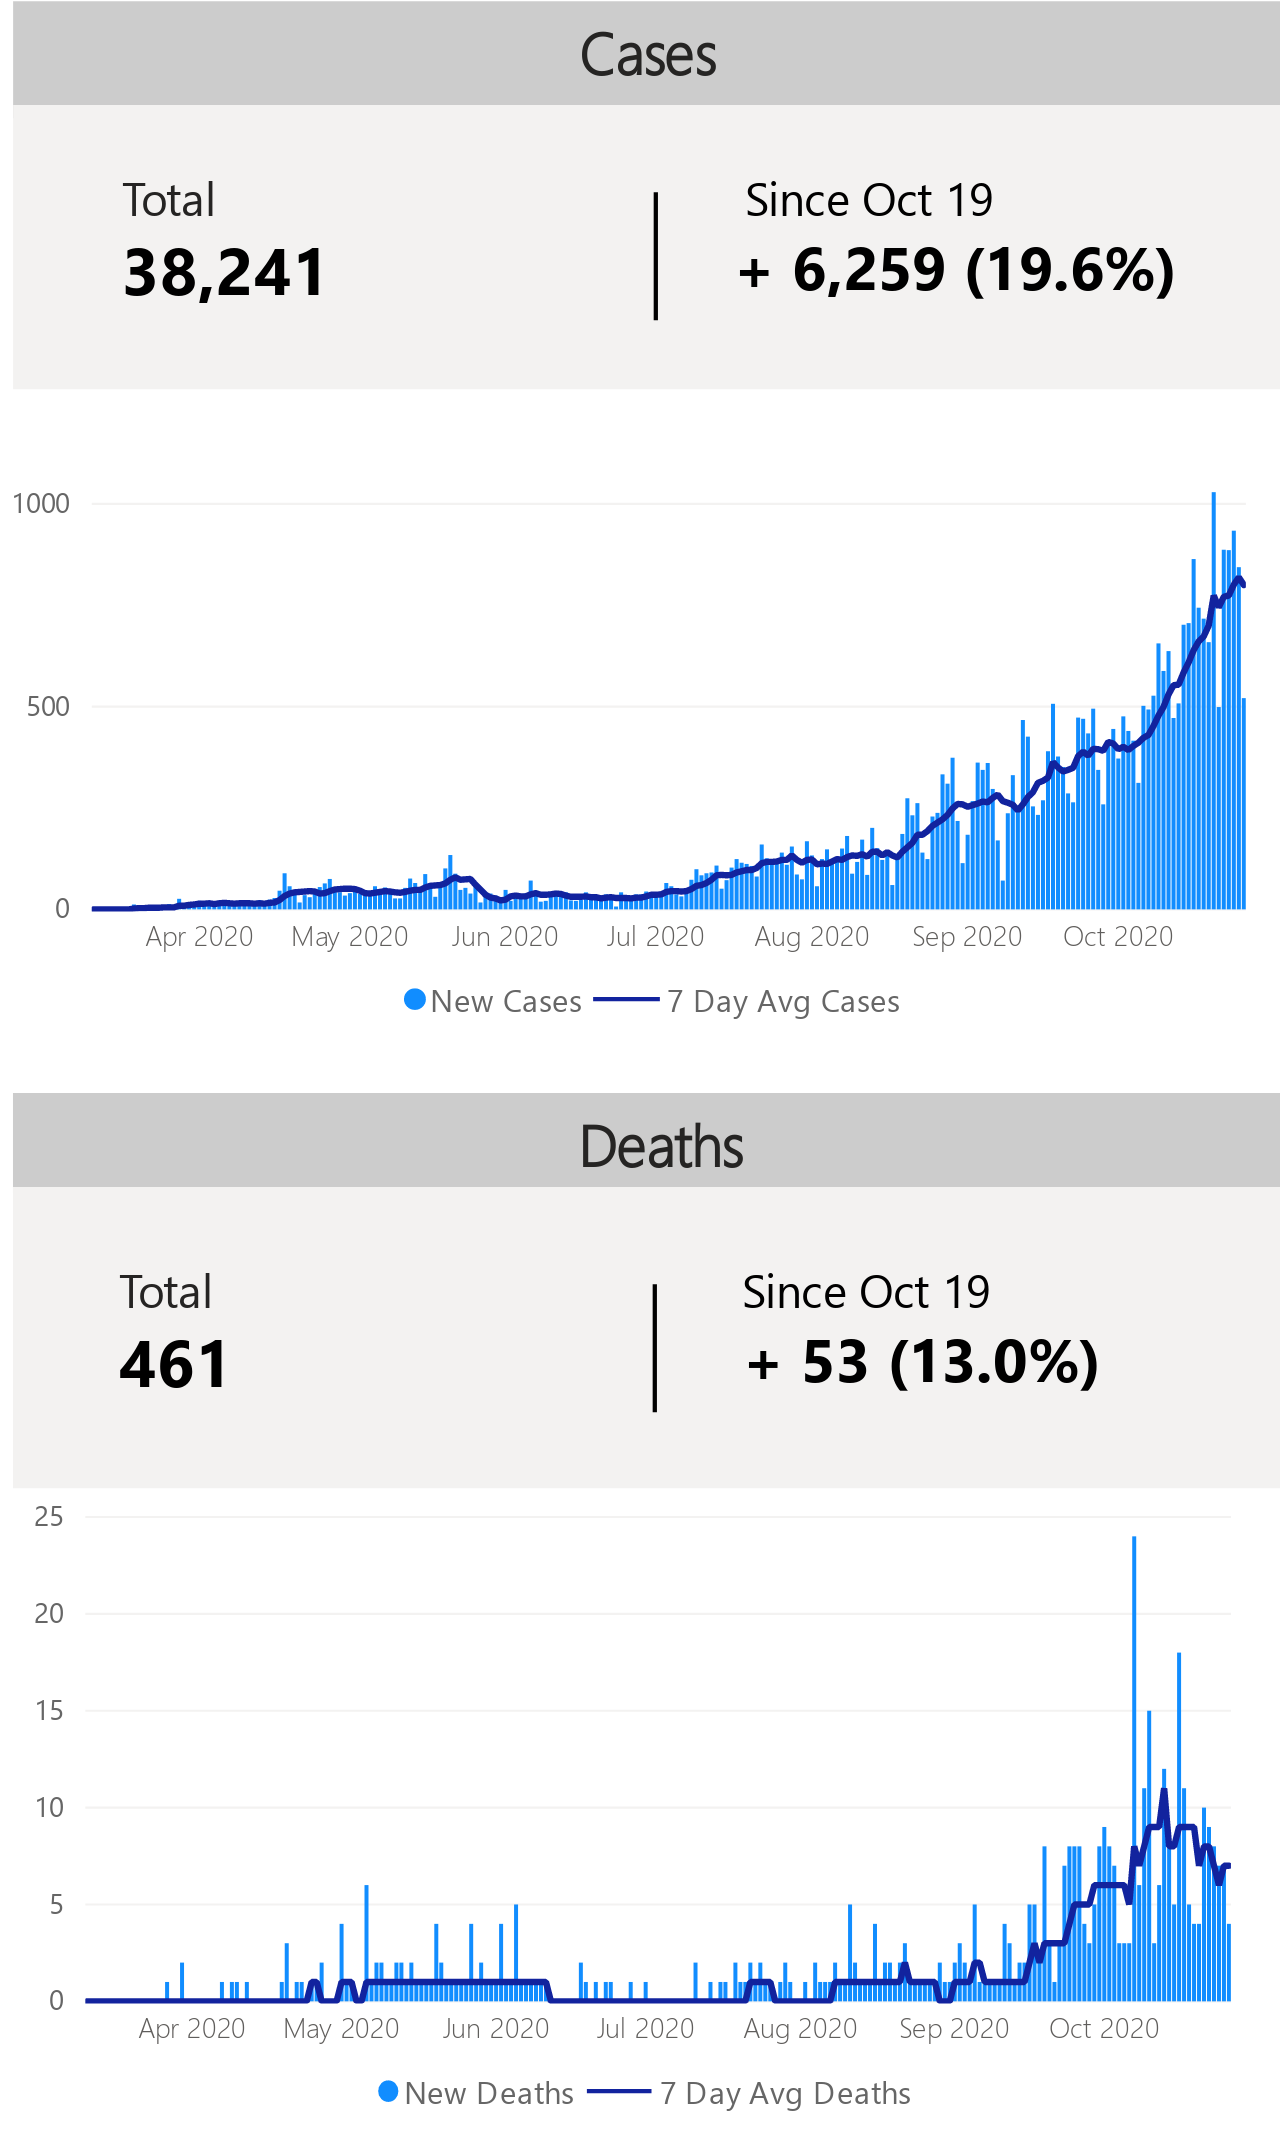 Cases
Total
38,241
Since Oct 19
+ 6,259 (19.6%)
1000
500
0
Apr 2020 May 2020 Jun 2020 Jul 2020 Aug 2020 Sep 2020 Oct 2020
New Cases 7 Day Avg Cases
Deaths
Total
461
Since Oct 19
+ 53 (13.0%)
25
20
15
10
5
0
Apr 2020 May 2020 Jun 2020 Jul 2020 Aug 2020 Sep 2020 Oct 2020
New Deaths 7 Day Avg Deaths